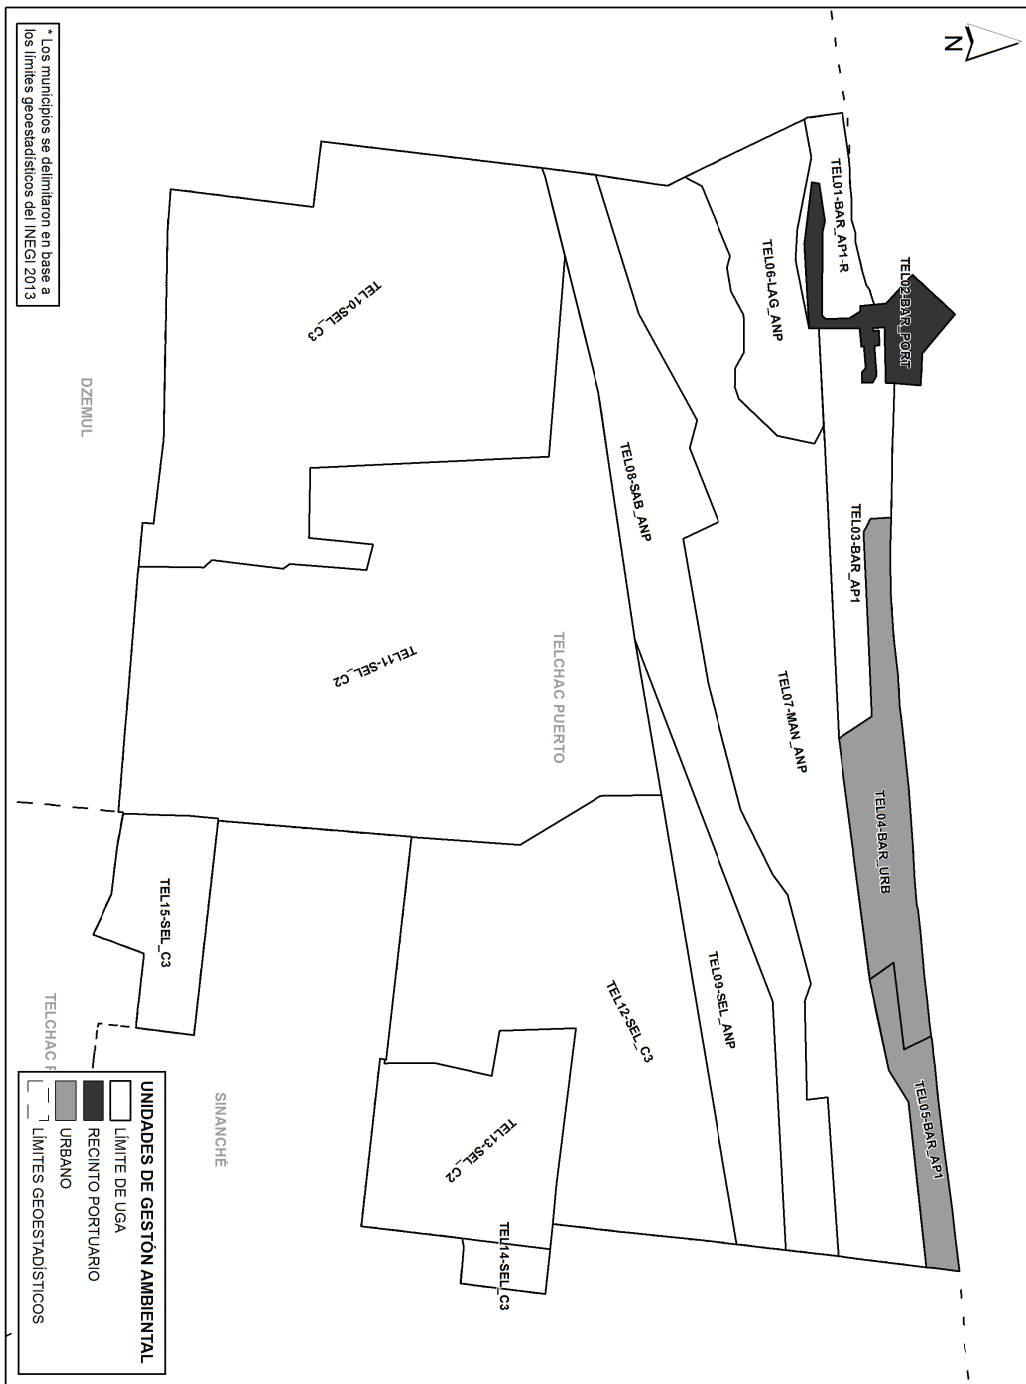 N
TEL01-BAR_AP1-R
TEL02-BAR_PORT
TEL06-LAG_ANP
TEL03-BAR_AP1
TEL08-SAB_ANP
TEL10-SEL_C3
TEL07-MAN_ANP
TEL04-BAR_URB
TEL11-SEL_C2
TELCHAC PUERTO
DZEMUL
TEL05-BAR_AP1
TEL09-SEL_ANP
TEL12-SEL_C3
TEL15-SEL_C3
TEL13-SEL_C2
TEL14-SEL_C3
SINANCHÉ
TELCHAC P
* Los municipios se delimitaron en base a
los límites geoestadísticos del INEGI 2013
UNIDADES DE GESTÓN AMBIENTAL
LÍMITE DE UGA
RECINTO PORTUARIO
URBANO
LÍMITES GEOESTADÍSTICOS